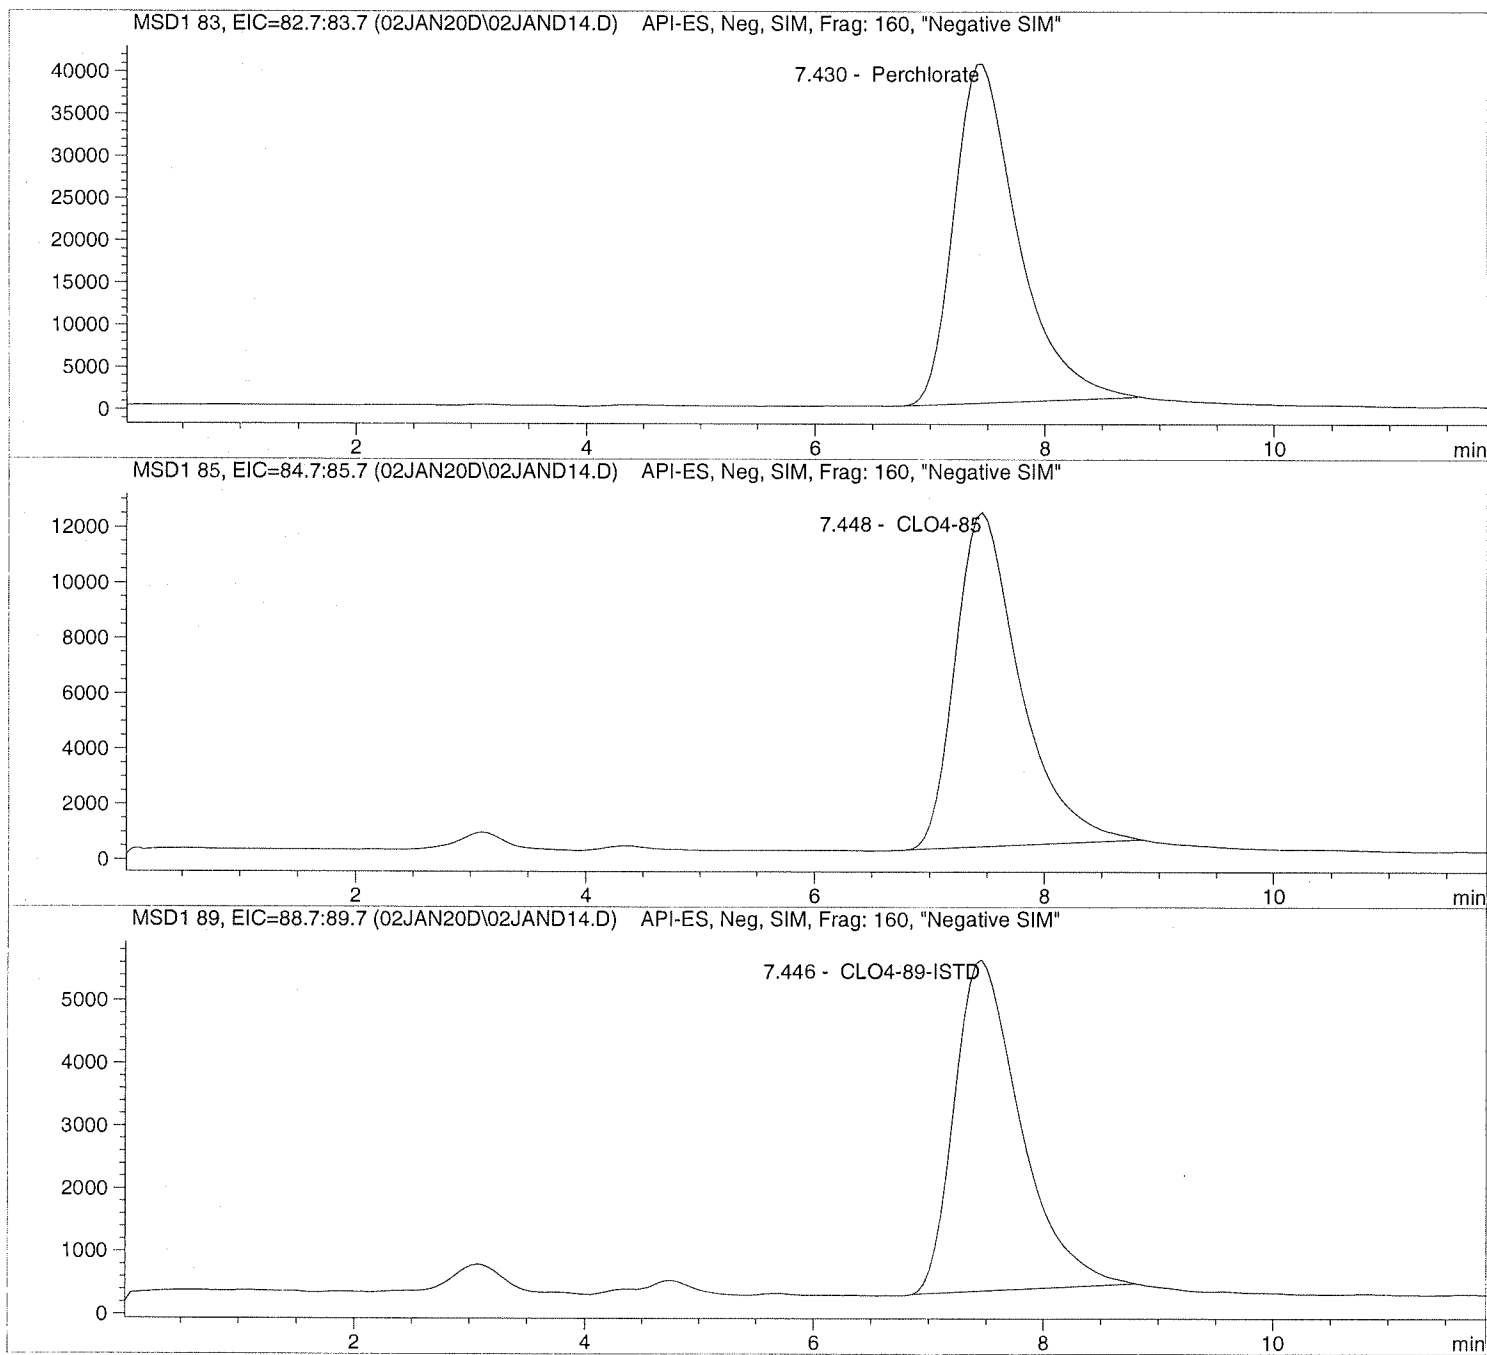 MSD1 83, EIC=82.7:83.7 (02JAN20D\02JAND14.D) API-ES, Neg, SIM, Frag: 160, "Negative SIM"
40000
7.430 - Perchlorate
35000
30000
25000
20000
15000
10000
5000
0
2 4 6 8 10 min
MSD1 85, EIC=84.7:85.7 (02JAN20D\02JAND14.D) API-ES, Neg, SIM, Frag: 160, "Negative SIM"
12000
7.448 - CLO4-85
10000
8000
6000
4000
2000
0
2 4 6 8 10 min
MSD1 89, EIC=88.7:89.7 (02JAN20D\02JAND14.D) API-ES, Neg, SIM, Frag: 160, "Negative SIM"
7.446 - CLO4-89-ISTD
5000
4000
3000
2000
1000
0
2 4 6 8 10 min